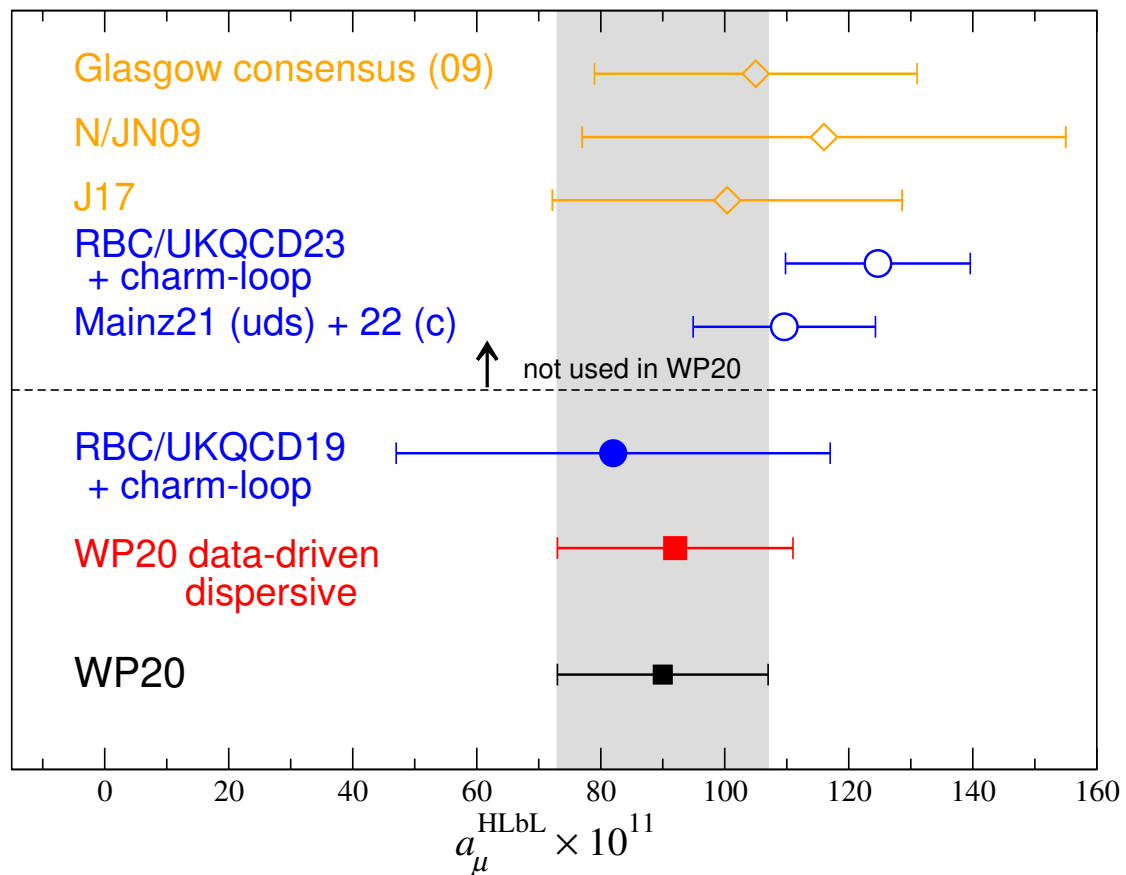 Glasgow consensus (09)
N/JN09
J17
RBC/UKQCD23
+ charm-loop
Mainz21 (uds) + 22 (c)
not used in WP20
RBC/UKQCD19
+ charm-loop
WP20 data-driven
dispersive
WP20
0 20 40 60 80 100 120 140 160
a_μ^HLbL × 10^11